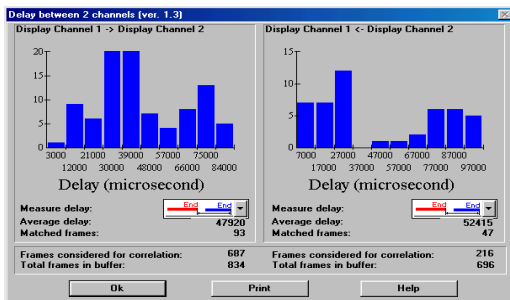 Delay between 2 channels (ver. 1.3)
Display Channel 1 -> Display Channel 2
20
15
10
5
0
3000 21000 39000 57000 75000
12000 30000 48000 66000 84000
Delay (microsecond)
Measure delay: End End
Average delay: 47920
Matched frames: 93
Frames considered for correlation: 687
Total frames in buffer: 834
Display Channel 1 <- Display Channel 2
15
10
5
0
7000 27000 47000 67000 87000
17000 37000 57000 77000 97000
Delay (microsecond)
Measure delay: End End
Average delay: 52415
Matched frames: 47
Frames considered for correlation: 216
Total frames in buffer: 696
Ok Print Help